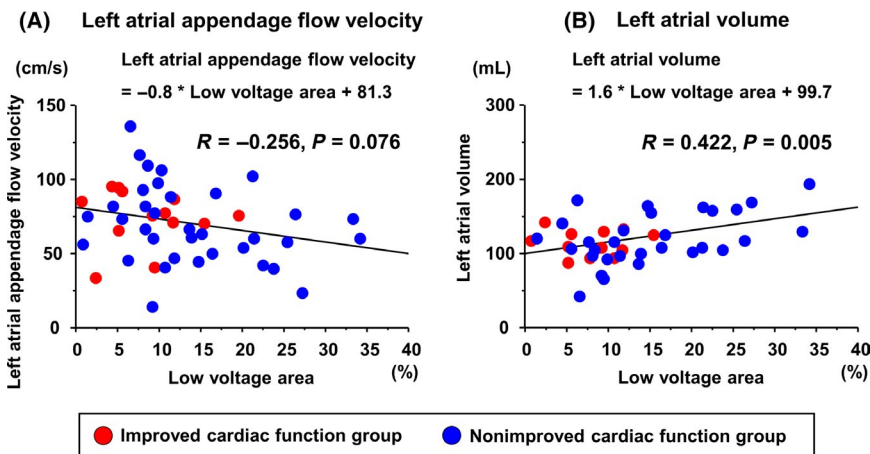 (A) Left atrial appendage flow velocity
(cm/s)
Left atrial appendage flow velocity
= –0.8 * Low voltage area + 81.3
R = –0.256, P = 0.076
Left atrial appendage flow velocity
150
100
50
0
0 5 10 15 20 25 30 35 40
Low voltage area
(%)
(B) Left atrial volume
(mL)
Left atrial volume
= 1.6 * Low voltage area + 99.7
R = 0.422, P = 0.005
Left atrial volume
300
200
100
0
0 5 10 15 20 25 30 35 40
Low voltage area
(%)
Improved cardiac function group
Nonimproved cardiac function group